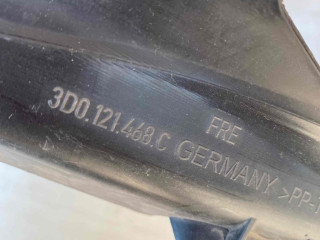 3D0.121.468.C FRE
GERMANY >PP-